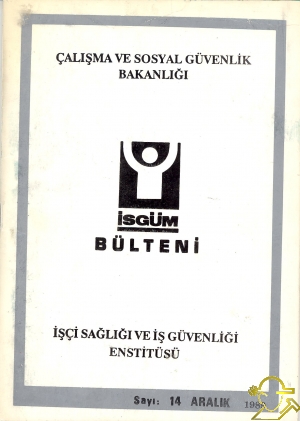 ÇALIŞMA VE SOSYAL GÜVENLİK
BAKANLIĞI
İSGÜM
BÜLTENİ
İŞÇİ SAĞLIĞI VE İŞ GÜVENLİĞİ
ENSTİTÜSÜ
Sayı: 14 ARALIK